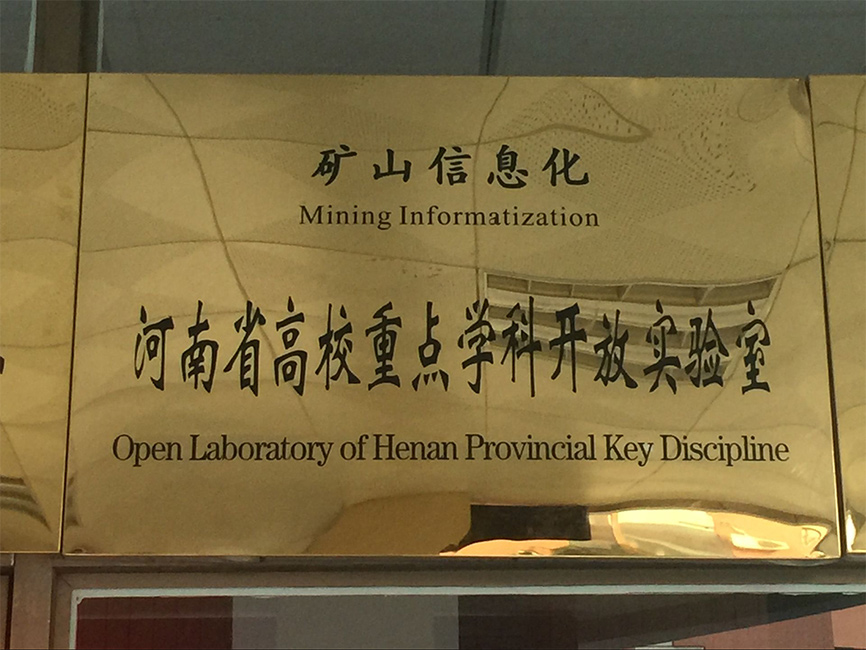 矿山信息化
Mining Informatization
河南省高校重点学科开放实验室
Open Laboratory of Henan Provincial Key Discipline